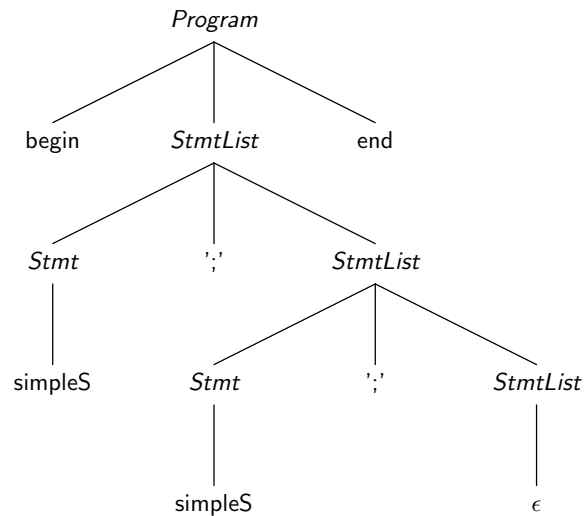 Program
begin StmtList end
Stmt ';' StmtList
simpleS Stmt ';' StmtList
simpleS ϵ